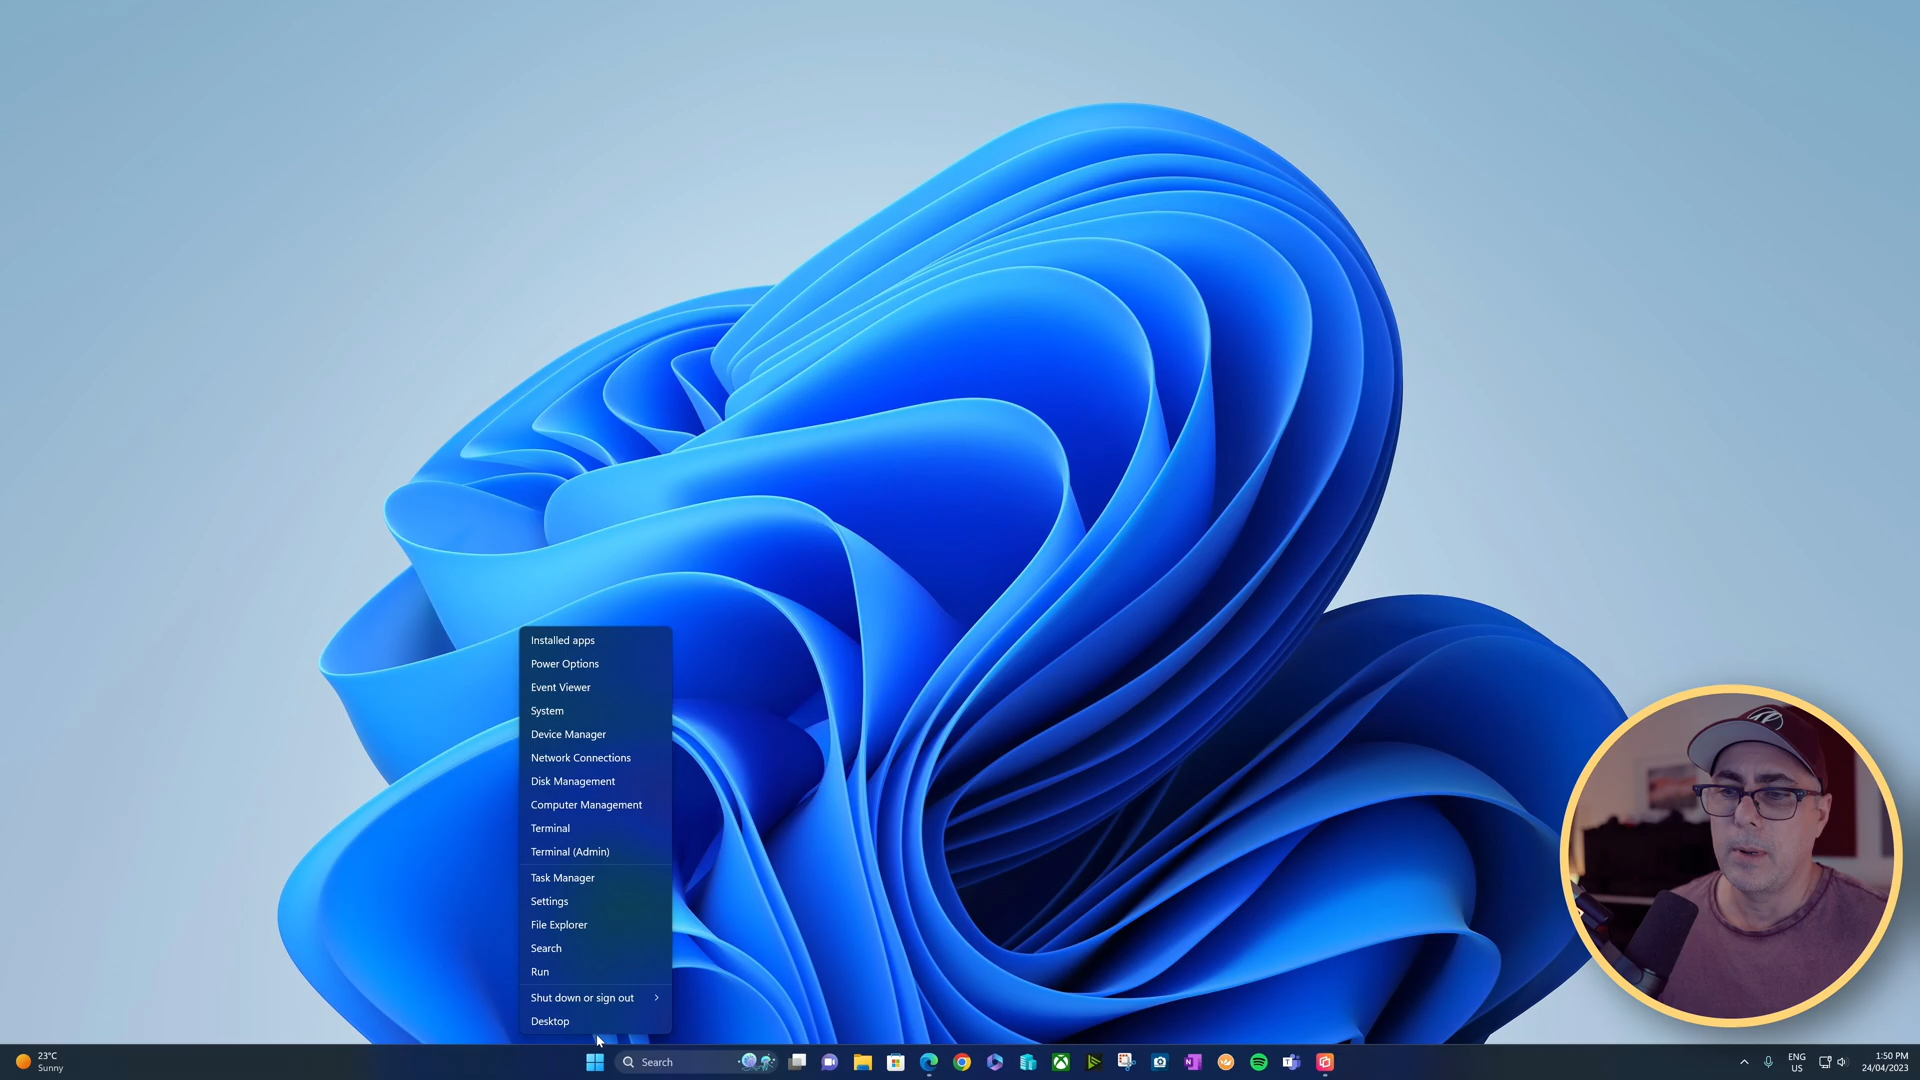 Installed apps
Power Options
Event Viewer
System
Device Manager
Network Connections
Disk Management
Computer Management
Terminal
Terminal (Admin)
Task Manager
Settings
File Explorer
Search
Run
Shut down or sign out
Desktop
23°C
Sunny
Search
ENG
US
1:50 PM
24/04/2023